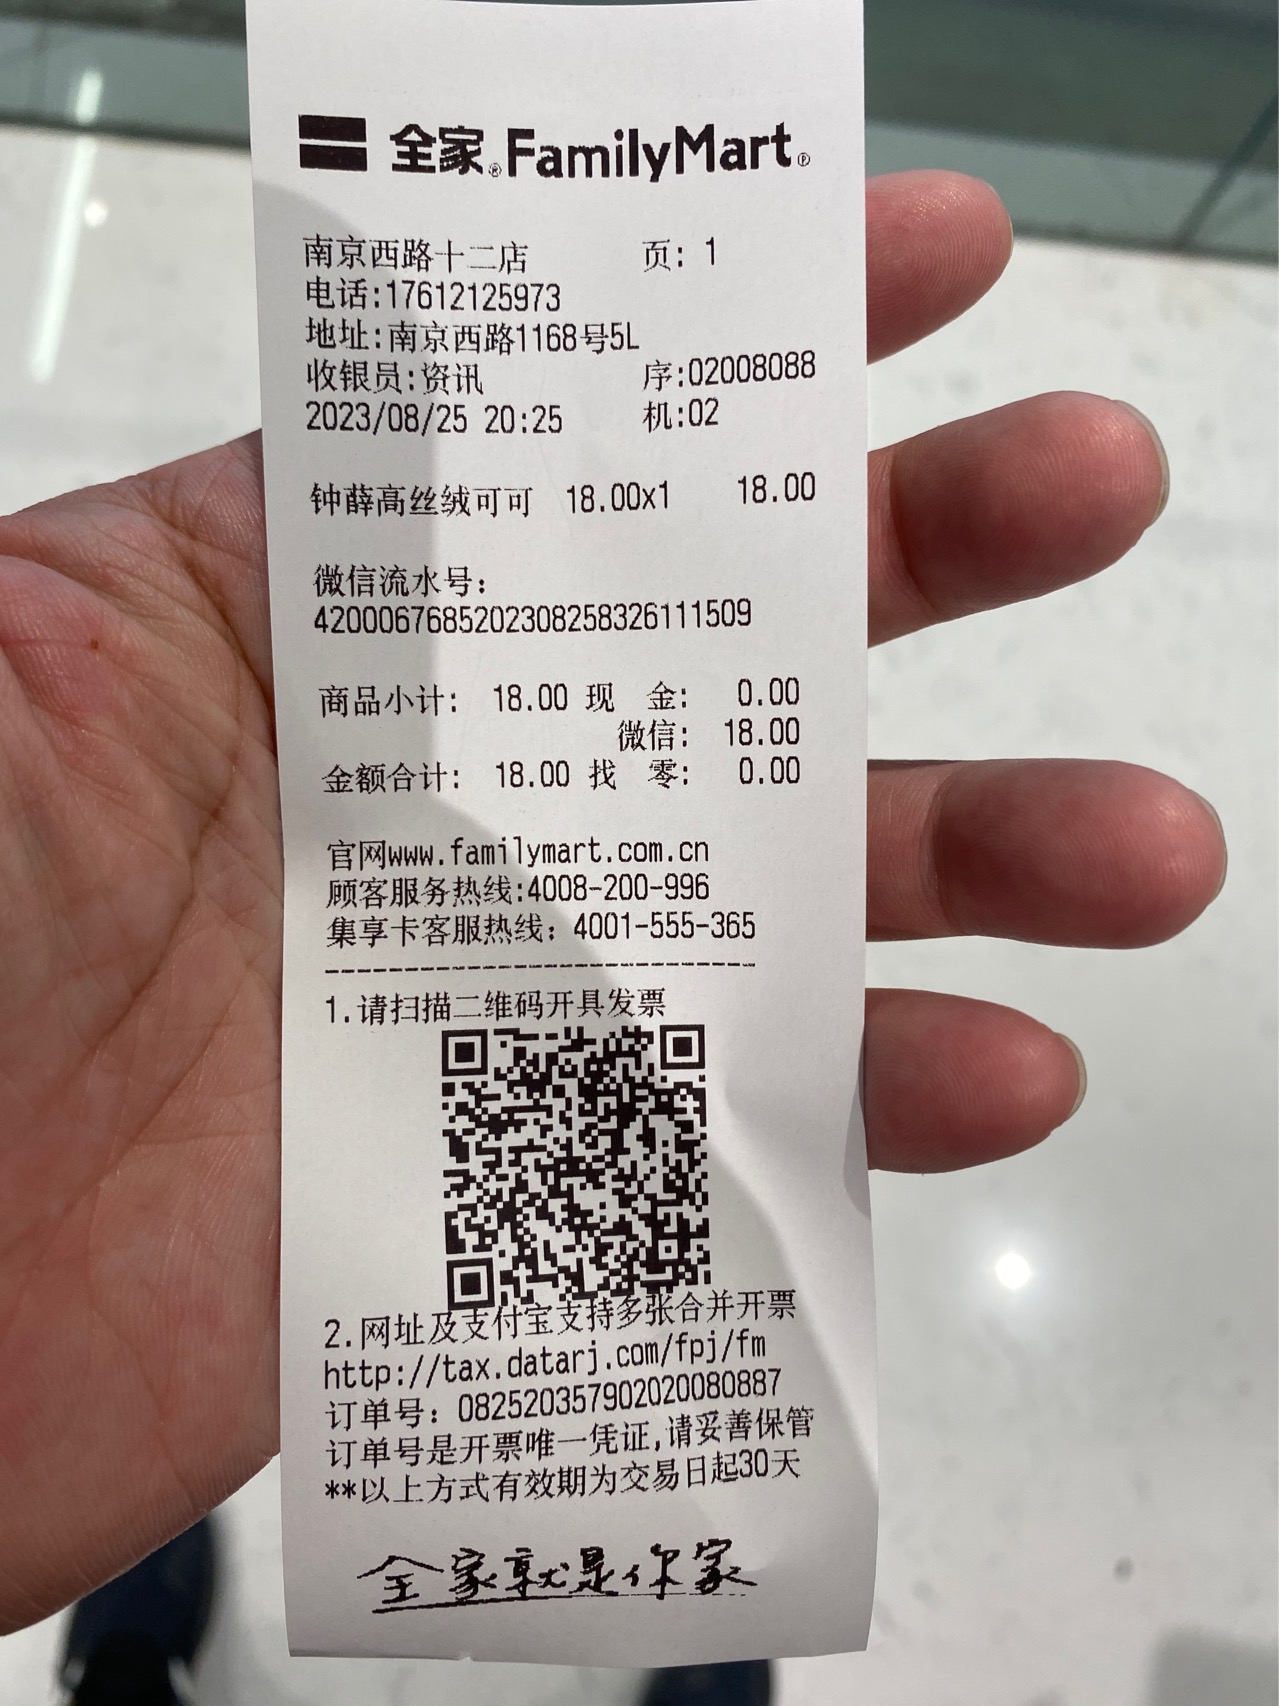 全家®FamilyMart®
南京西路十二店 页: 1
电话:17612125973
地址:南京西路1168号5L
收银员:资讯 序:02008088
2023/08/25 20:25 机:02
钟薛高丝绒可可 18.00x1 18.00
微信流水号:
4200067685202308258326111509
商品小计: 18.00 现 金: 0.00
微信: 18.00
金额合计: 18.00 找 零: 0.00
官网www.familymart.com.cn
顾客服务热线:4008-200-996
集享卡客服热线: 4001-555-365
1.请扫描二维码开具发票
2.网址及支付宝支持多张合并开票
http://tax.datarj.com/fpj/fm
订单号: 082520357902020080887
订单号是开票唯一凭证,请妥善保管
**以上方式有效期为交易日起30天
全家就是你家